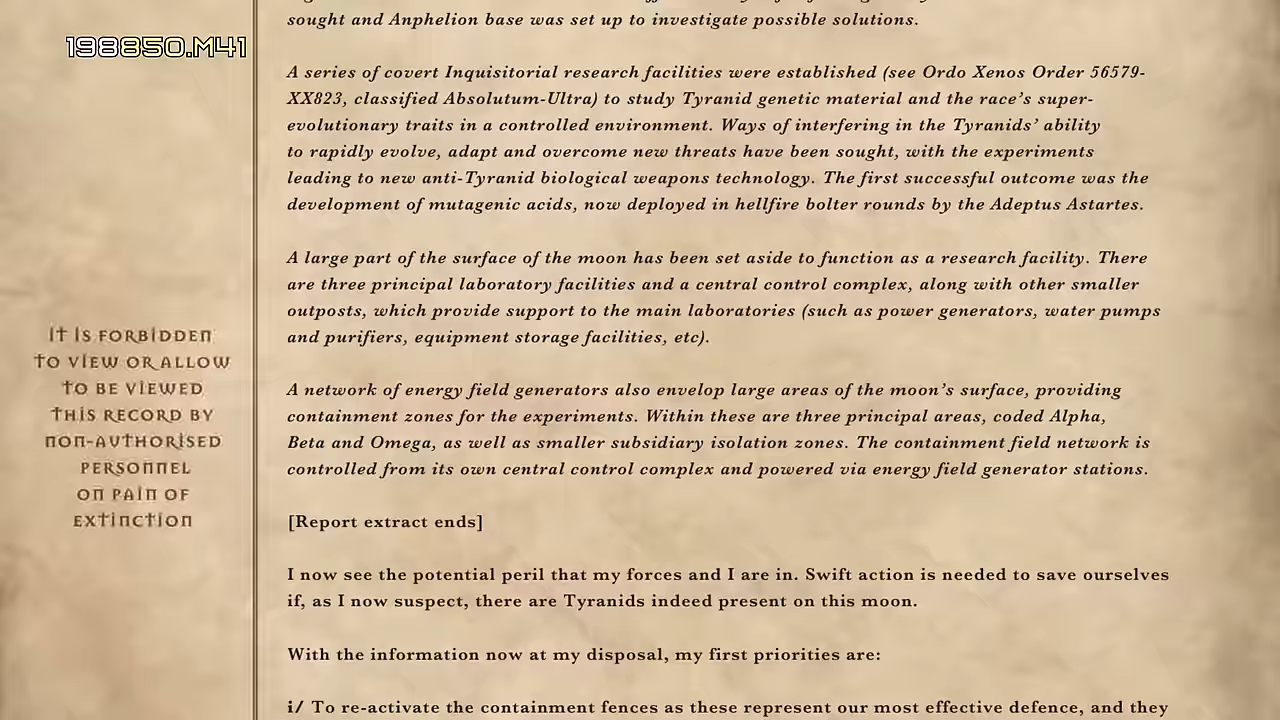 sought and Anphelion base was set up to investigate possible solutions.
198850.M41
A series of covert Inquisitorial research facilities were established (see Ordo Xenos Order 56579-
XX823, classified Absolutum-Ultra) to study Tyranid genetic material and the race's super-
evolutionary traits in a controlled environment. Ways of interfering in the Tyranids' ability
to rapidly evolve, adapt and overcome new threats have been sought, with the experiments
leading to new anti-Tyranid biological weapons technology. The first successful outcome was the
development of mutagenic acids, now deployed in hellfire bolter rounds by the Adeptus Astartes.
A large part of the surface of the moon has been set aside to function as a research facility. There
are three principal laboratory facilities and a central control complex, along with other smaller
outposts, which provide support to the main laboratories (such as power generators, water pumps
and purifiers, equipment storage facilities, etc).
A network of energy field generators also envelop large areas of the moon's surface, providing
containment zones for the experiments. Within these are three principal areas, coded Alpha,
Beta and Omega, as well as smaller subsidiary isolation zones. The containment field network is
controlled from its own central control complex and powered via energy field generator stations.
[Report extract ends]
I now see the potential peril that my forces and I are in. Swift action is needed to save ourselves
if, as I now suspect, there are Tyranids indeed present on this moon.
With the information now at my disposal, my first priorities are:
i/ To re-activate the containment fences as these represent our most effective defence, and they
IT IS FORBIDDEN
TO VIEW OR ALLOW
TO BE VIEWED
THIS RECORD BY
NON-AUTHORISED
PERSONNEL
ON PAIN OF
EXTINCTION